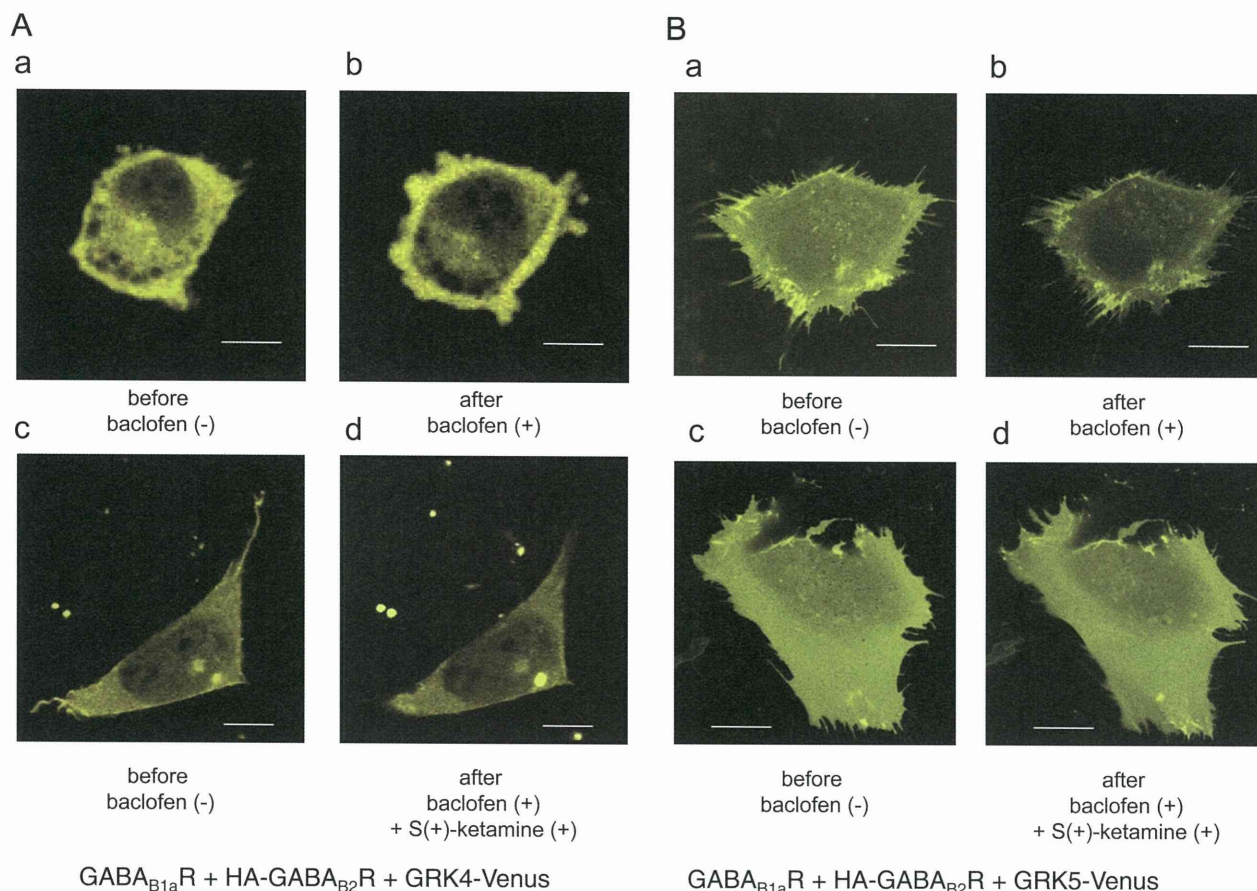 A
a
b
before
baclofen (-)
after
baclofen (+)
c
d
before
baclofen (-)
after
baclofen (+)
+ S(+)-ketamine (+)
GABAB1aR + HA-GABAB2R + GRK4-Venus
B
a
b
before
baclofen (-)
after
baclofen (+)
c
d
before
baclofen (-)
after
baclofen (+)
+ S(+)-ketamine (+)
GABAB1aR + HA-GABAB2R + GRK5-Venus